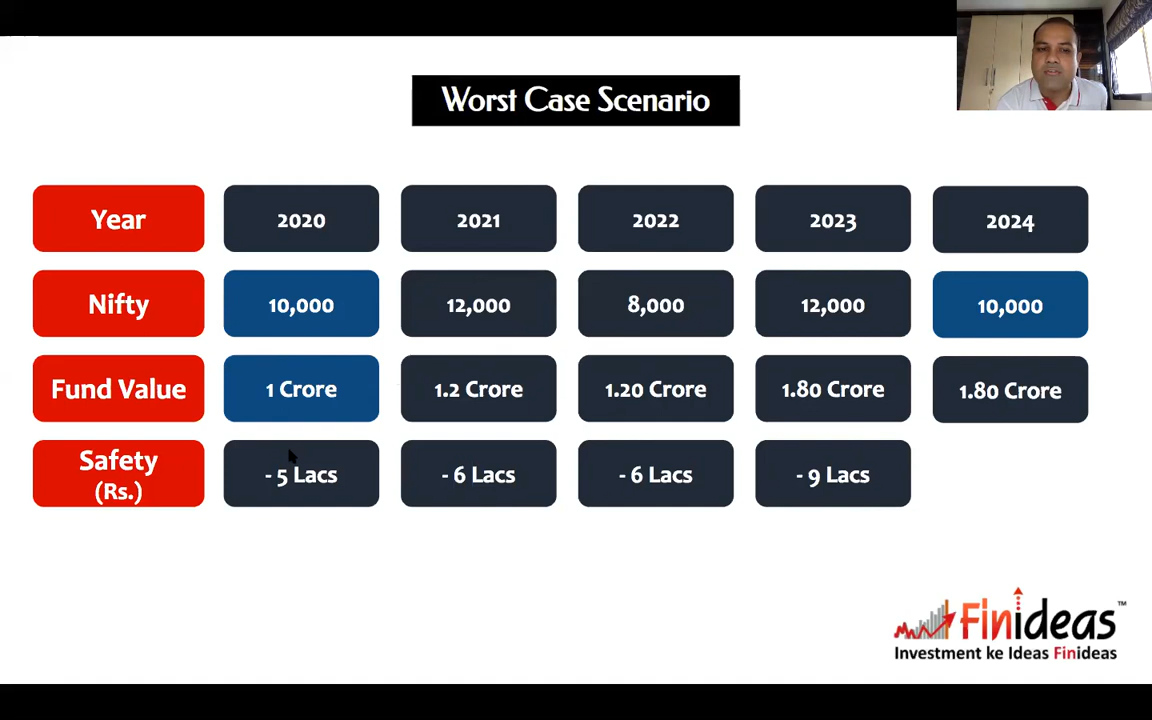 Worst Case Scenario
Year 2020 2021 2022 2023 2024
Nifty 10,000 12,000 8,000 12,000 10,000
Fund Value 1 Crore 1.2 Crore 1.20 Crore 1.80 Crore 1.80 Crore
Safety
(Rs.) - 5 Lacs - 6 Lacs - 6 Lacs - 9 Lacs
Finideas™
Investment ke Ideas Finideas